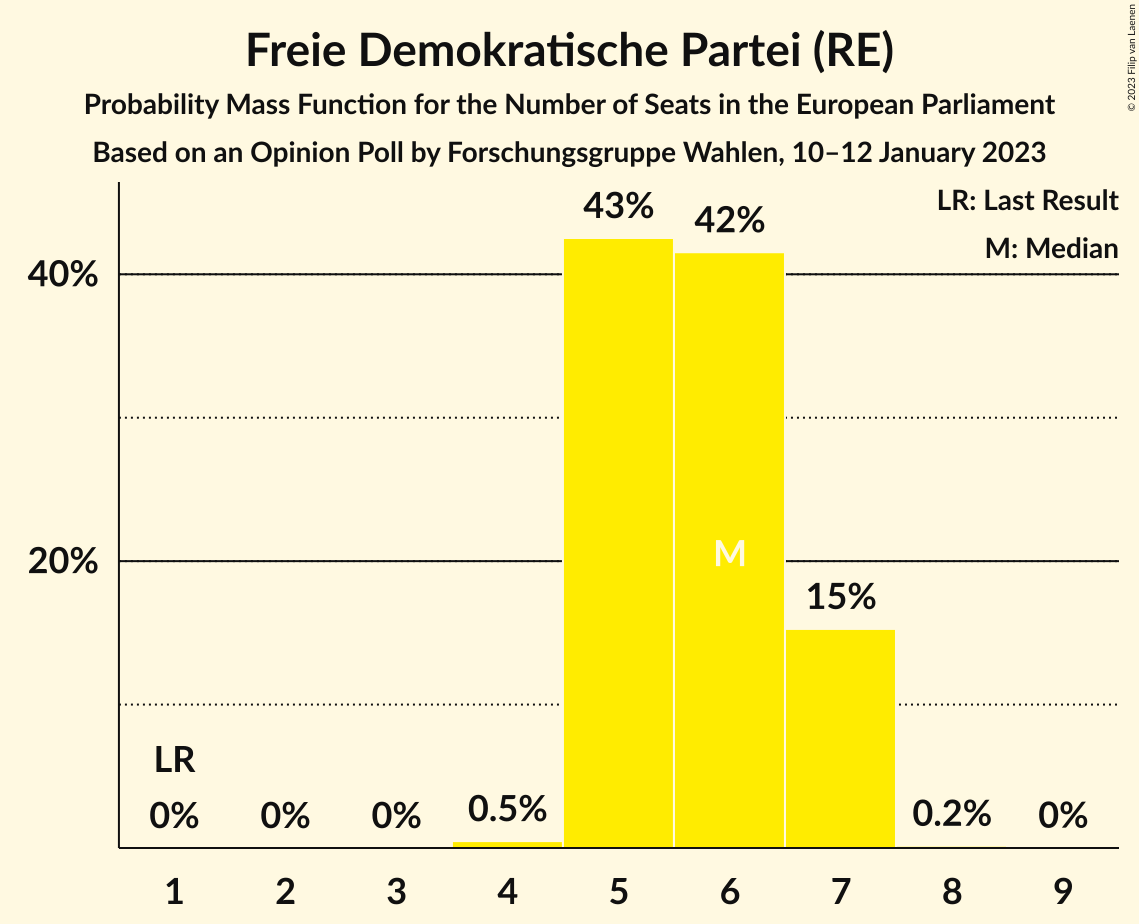 Freie Demokratische Partei (RE)
Probability Mass Function for the Number of Seats in the European Parliament
Based on an Opinion Poll by Forschungsgruppe Wahlen, 10–12 January 2023
© 2023 Filip van Laenen
LR: Last Result
M: Median
43%
42%
40%
M
20%
15%
LR
0%
0%
0%
0.5%
0.2%
0%
1 2 3 4 5 6 7 8 9